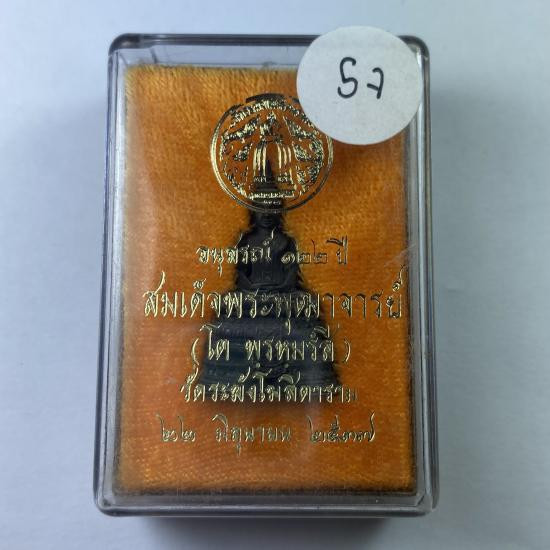 อนุสรณ์ ๑๒๒ ปี
สมเด็จพระพุฒาจารย์
(โต พรหมรํสี)
วัดระฆังโฆสิตาราม
๒๒ มิถุนายน ๒๕๓๗